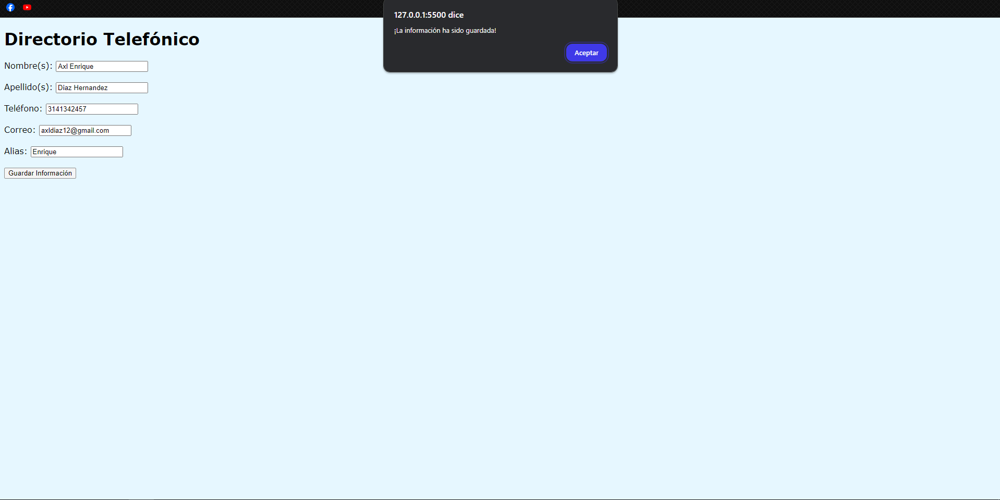 127.0.0.1:5500 dice
¡La información ha sido guardada!
Aceptar
Directorio Telefónico
Nombre(s): Axl Enrique
Apellido(s): Diaz Hernandez
Teléfono: 3141342457
Correo: axldiaz12@gmail.com
Alias: Enrique
Guardar Información